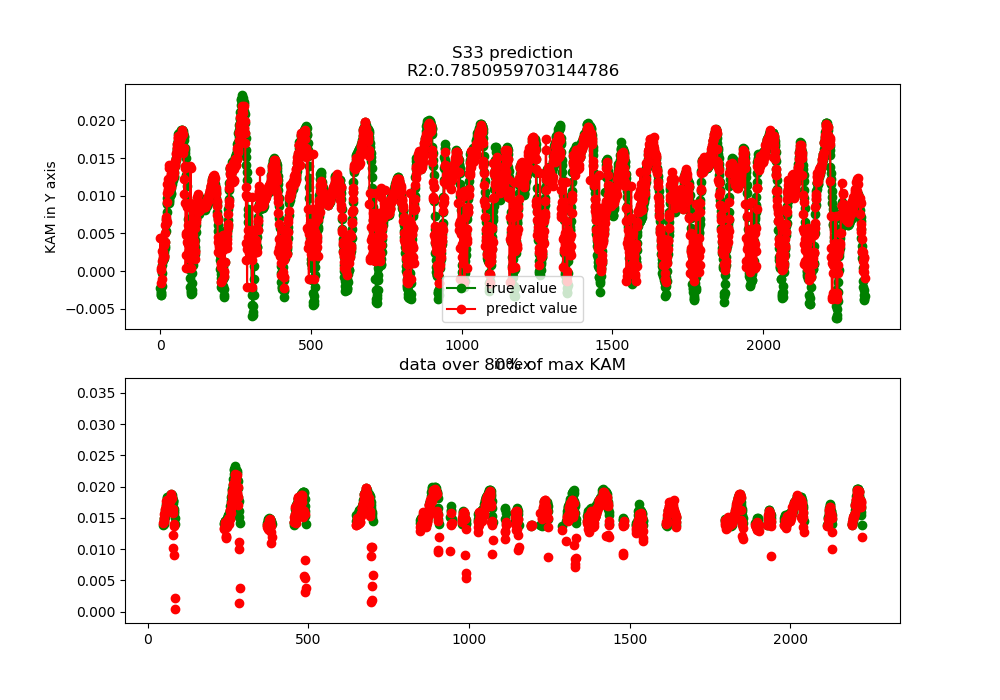 S33 prediction
R2:0.7850959703144786
KAM in Y axis
0.020
0.015
0.010
0.005
0.000
−0.005
true value
predict value
0 500 1000 1500 2000
index
data over 80% of max KAM
0.035
0.030
0.025
0.020
0.015
0.010
0.005
0.000
0 500 1000 1500 2000